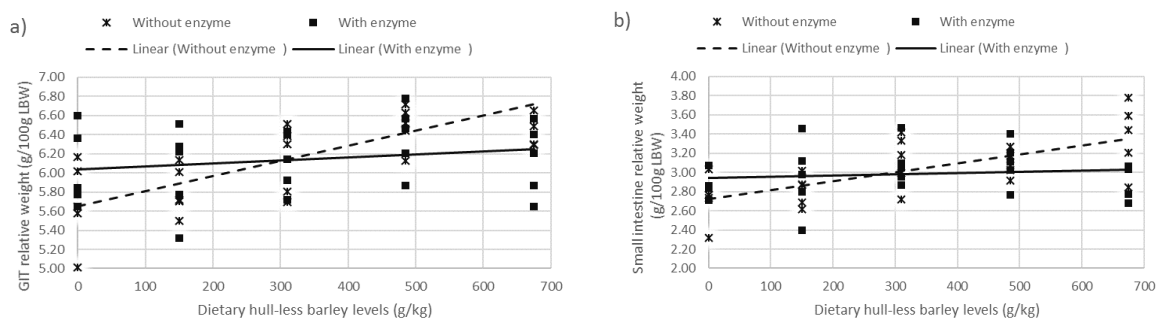 a)
Without enzyme
With enzyme
Linear (Without enzyme )
Linear (With enzyme )
7.00
6.80
6.60
6.40
6.20
6.00
5.80
5.60
5.40
5.20
5.00
GIT relative weight (g/100g LBW)
0 100 200 300 400 500 600 700
Dietary hull-less barley levels (g/kg)
b)
Without enzyme
With enzyme
Linear (Without enzyme )
Linear (With enzyme )
4.00
3.80
3.60
3.40
3.20
3.00
2.80
2.60
2.40
2.20
2.00
Small intestine relative weight
(g/100g LBW)
0 100 200 300 400 500 600 700
Dietary hull-less barley levels (g/kg)